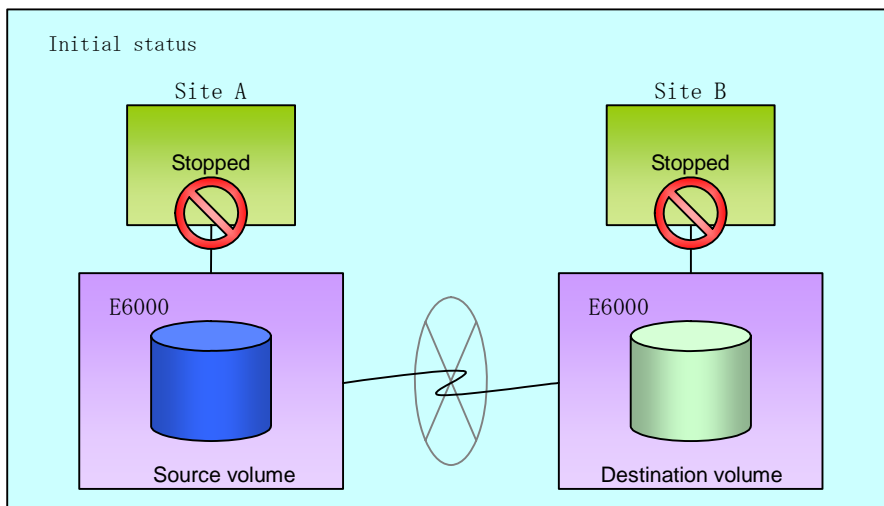 Initial status
Site A
Site B
Stopped
Stopped
E6000
E6000
Source volume
Destination volume